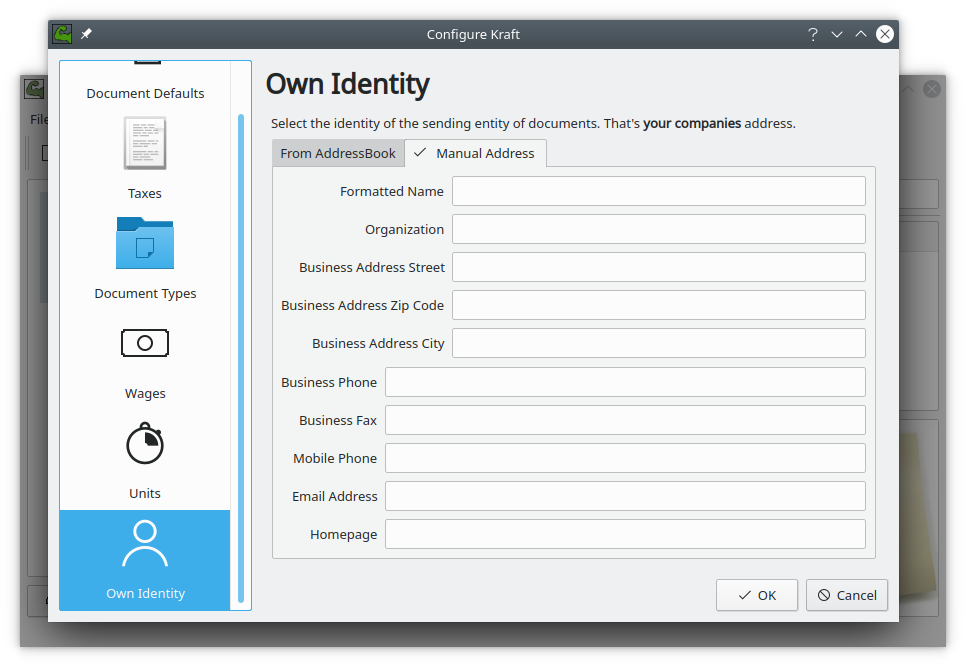 Configure Kraft
File
Document Defaults
Taxes
Document Types
Wages
Units
Own Identity
Own Identity
Select the identity of the sending entity of documents. That's your companies address.
From AddressBook
Manual Address
Formatted Name
Organization
Business Address Street
Business Address Zip Code
Business Address City
Business Phone
Business Fax
Mobile Phone
Email Address
Homepage
OK
Cancel